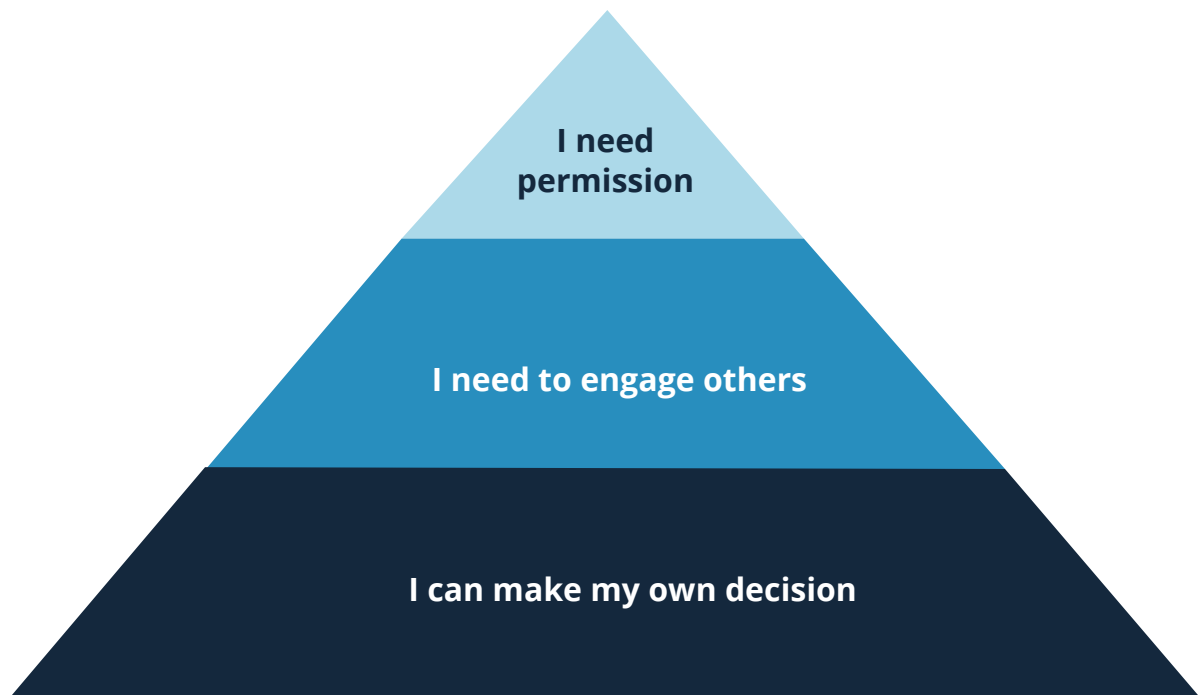 I need
permission
I need to engage others
I can make my own decision